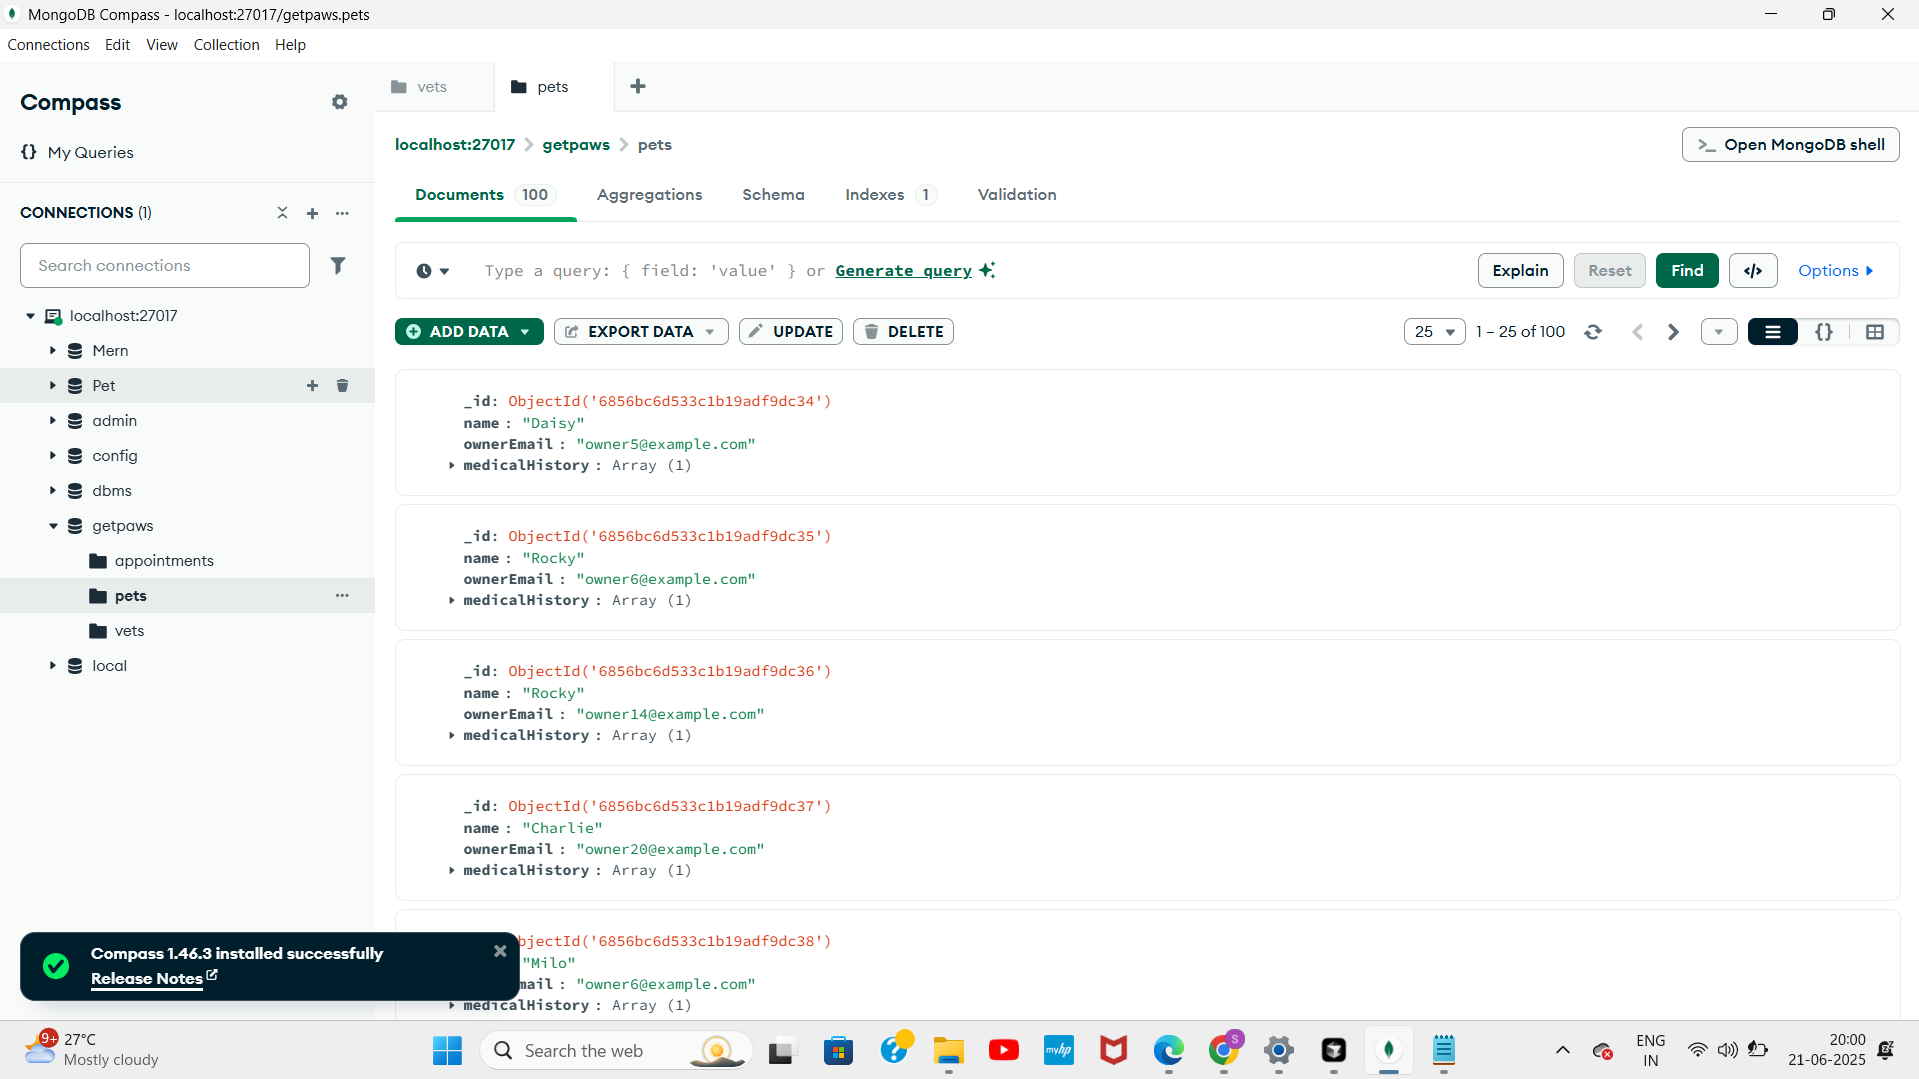 MongoDB Compass - localhost:27017/getpaws.pets
Connections Edit View Collection Help
Compass
My Queries
CONNECTIONS (1)
Search connections
localhost:27017
Mern
Pet
admin
config
dbms
getpaws
appointments
pets
vets
local
vets
pets
localhost:27017 > getpaws > pets
Open MongoDB shell
Documents 100 Aggregations Schema Indexes 1 Validation
Type a query: { field: 'value' } or Generate query
Explain Reset Find </> Options
ADD DATA EXPORT DATA UPDATE DELETE
25 1 – 25 of 100 {}
_id: ObjectId('6856bc6d533c1b19adf9dc34')
name : "Daisy"
ownerEmail : "owner5@example.com"
medicalHistory : Array (1)
_id: ObjectId('6856bc6d533c1b19adf9dc35')
name : "Rocky"
ownerEmail : "owner6@example.com"
medicalHistory : Array (1)
_id: ObjectId('6856bc6d533c1b19adf9dc36')
name : "Rocky"
ownerEmail : "owner14@example.com"
medicalHistory : Array (1)
_id: ObjectId('6856bc6d533c1b19adf9dc37')
name : "Charlie"
ownerEmail : "owner20@example.com"
medicalHistory : Array (1)
bjectId('6856bc6d533c1b19adf9dc38')
"Milo"
mail : "owner6@example.com"
medicalHistory : Array (1)
Compass 1.46.3 installed successfully
Release Notes
9+
27°C
Mostly cloudy
Search the web
myhp
S
ENG
IN
20:00
21-06-2025